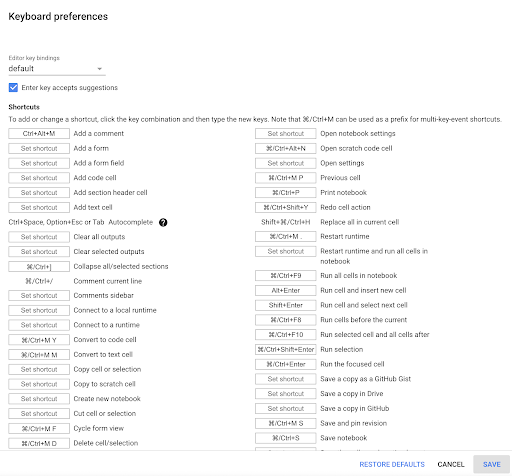 Keyboard preferences
Editor key bindings
default
Enter key accepts suggestions
Shortcuts
To add or change a shortcut, click the key combination and then type the new keys. Note that ⌘/Ctrl+M can be used as a prefix for multi-key-event shortcuts.
Ctrl+Alt+M Add a comment
Set shortcut Add a form
Set shortcut Add a form field
Set shortcut Add code cell
Set shortcut Add section header cell
Set shortcut Add text cell
Ctrl+Space, Option+Esc or Tab Autocomplete ?
Set shortcut Clear all outputs
Set shortcut Clear selected outputs
⌘/Ctrl+] Collapse all/selected sections
⌘/Ctrl+/ Comment current line
Set shortcut Comments sidebar
Set shortcut Connect to a local runtime
Set shortcut Connect to a runtime
⌘/Ctrl+M Y Convert to code cell
⌘/Ctrl+M M Convert to text cell
Set shortcut Copy cell or selection
Set shortcut Copy to scratch cell
Set shortcut Create new notebook
Set shortcut Cut cell or selection
⌘/Ctrl+M F Cycle form view
⌘/Ctrl+M D Delete cell/selection
Set shortcut Open notebook settings
⌘/Ctrl+Alt+N Open scratch code cell
Set shortcut Open settings
⌘/Ctrl+M P Previous cell
⌘/Ctrl+P Print notebook
⌘/Ctrl+Shift+Y Redo cell action
Shift+⌘/Ctrl+H Replace all in current cell
⌘/Ctrl+M . Restart runtime
Set shortcut Restart runtime and run all cells in
notebook
⌘/Ctrl+F9 Run all cells in notebook
Alt+Enter Run cell and insert new cell
Shift+Enter Run cell and select next cell
⌘/Ctrl+F8 Run cells before the current
⌘/Ctrl+F10 Run selected cell and all cells after
⌘/Ctrl+Shift+Enter Run selection
⌘/Ctrl+Enter Run the focused cell
Set shortcut Save a copy as a GitHub Gist
Set shortcut Save a copy in Drive
Set shortcut Save a copy in GitHub
⌘/Ctrl+M S Save and pin revision
⌘/Ctrl+S Save notebook
RESTORE DEFAULTS CANCEL SAVE